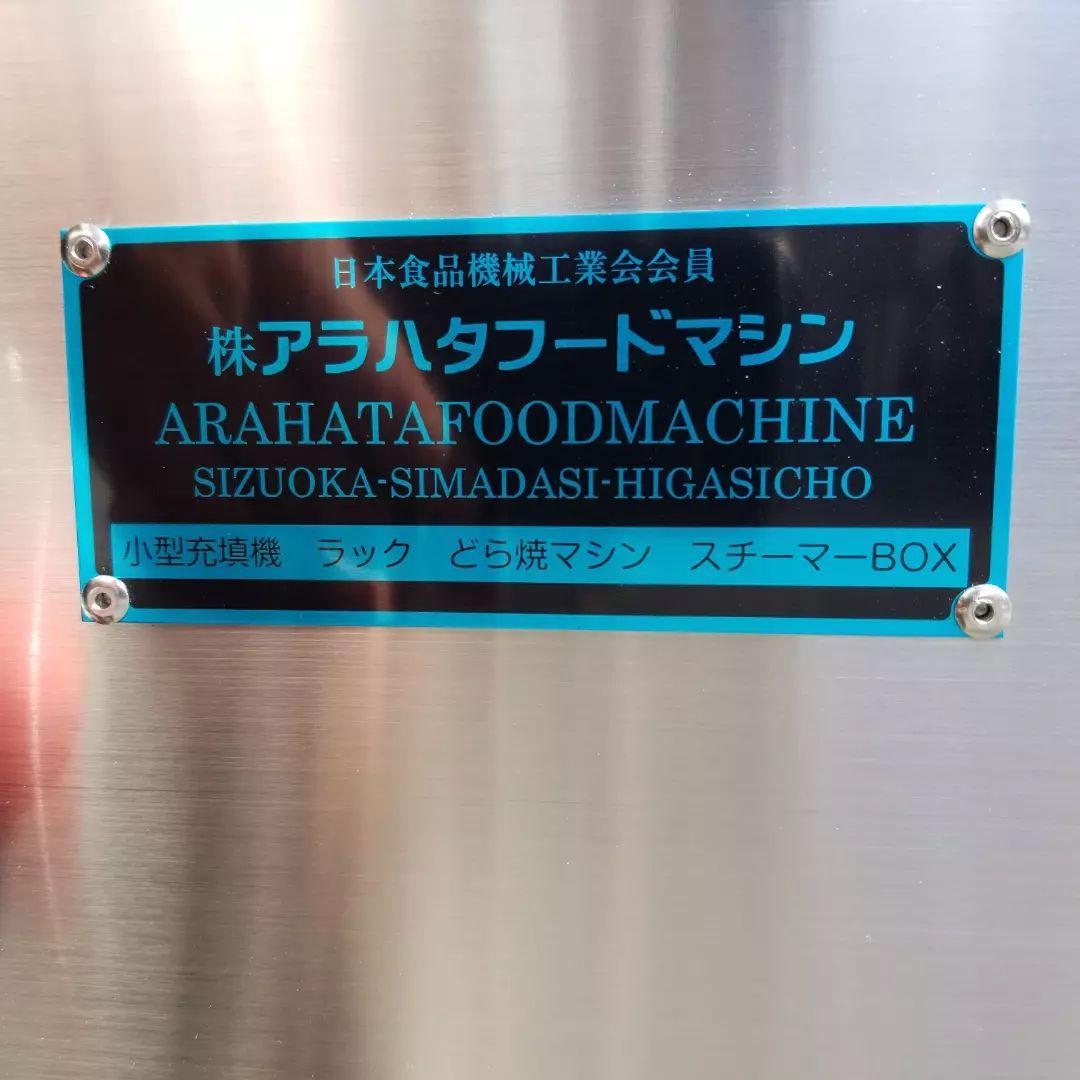 日本食品機械工業会会員
株アラハタフードマシン
ARAHATAFOODMACHINE
SIZUOKA-SIMADASI-HIGASICHO
小型充填機 ラック どら焼マシン スチーマーBOX